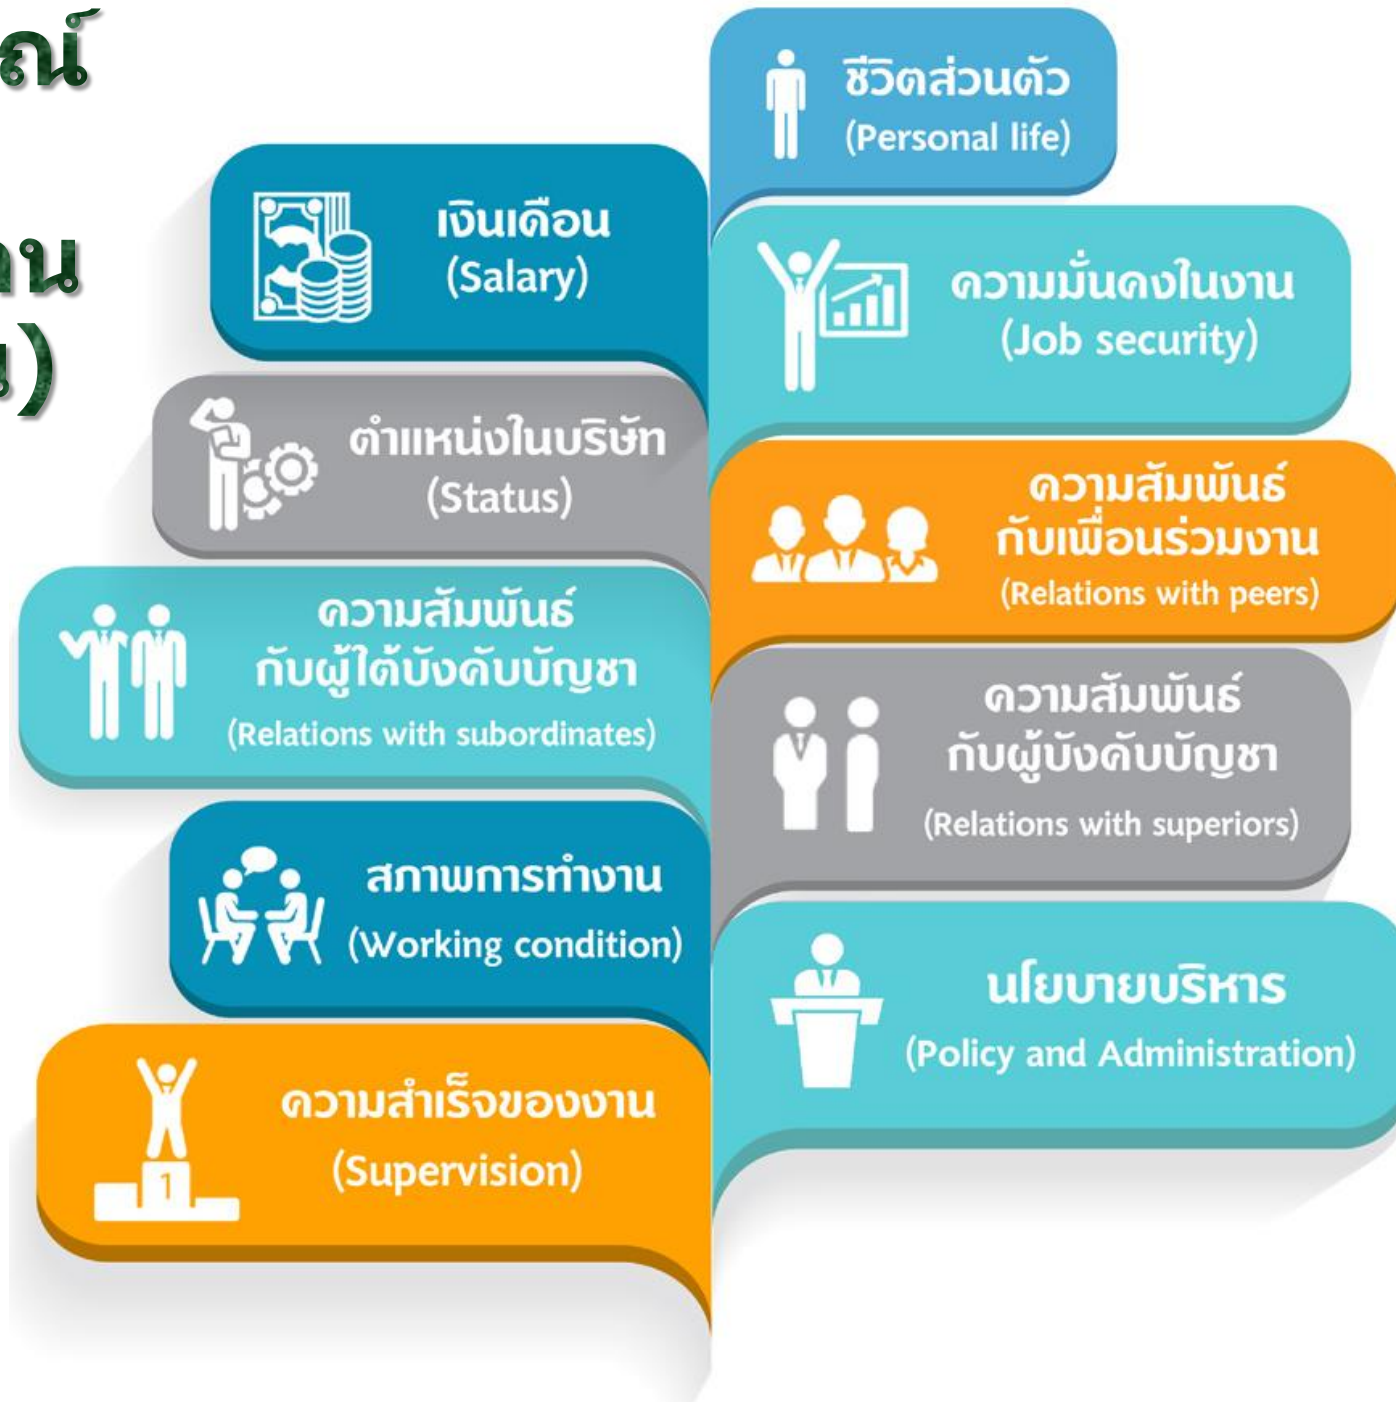 ชีวิตส่วนตัว
(Personal life)
เงินเดือน
(Salary)
ความมั่นคงในงาน
(Job security)
ตำแหน่งในบริษัท
(Status)
ความสัมพันธ์
กับเพื่อนร่วมงาน
(Relations with peers)
ความสัมพันธ์
กับผู้ใต้บังคับบัญชา
(Relations with subordinates)
ความสัมพันธ์
กับผู้บังคับบัญชา
(Relations with superiors)
สภาพการทำงาน
(Working condition)
นโยบายบริหาร
(Policy and Administration)
ความสำเร็จของงาน
(Supervision)
1